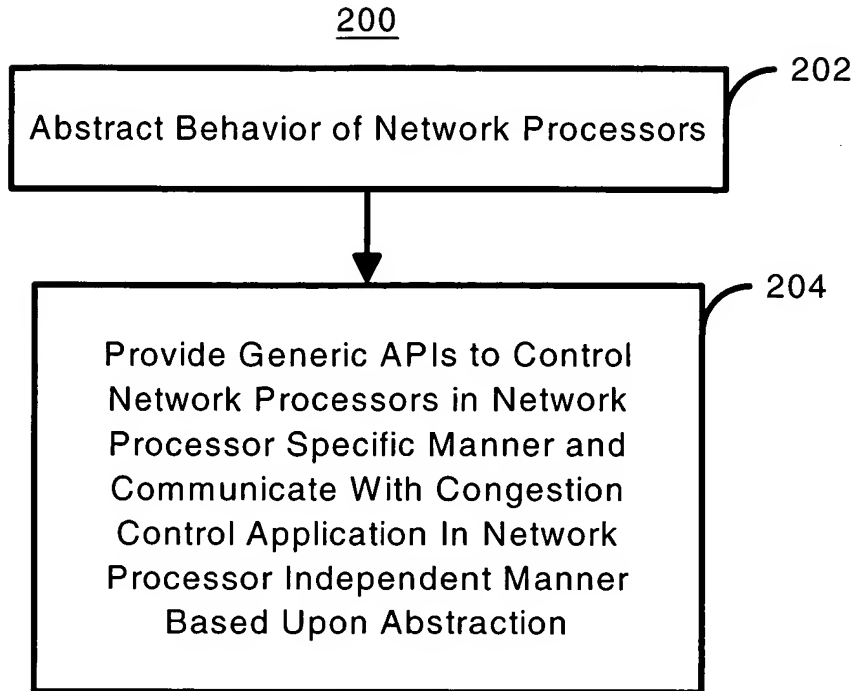 200
202
Abstract Behavior of Network Processors
204
Provide Generic APIs to Control
Network Processors in Network
Processor Specific Manner and
Communicate With Congestion
Control Application In Network
Processor Independent Manner
Based Upon Abstraction